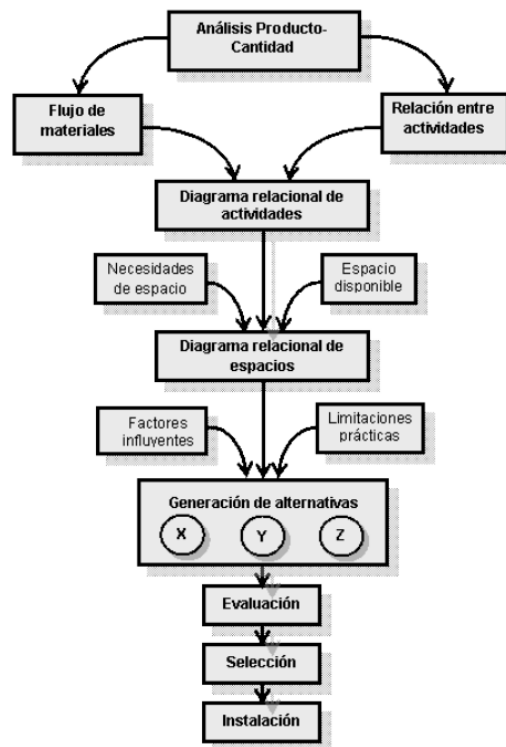 Análisis Producto-
Cantidad
Flujo de
materiales
Relación entre
actividades
Diagrama relacional de
actividades
Necesidades
de espacio
Espacio
disponible
Diagrama relacional de
espacios
Factores
influyentes
Limitaciones
prácticas
Generación de alternativas
X
Y
Z
Evaluación
Selección
Instalación